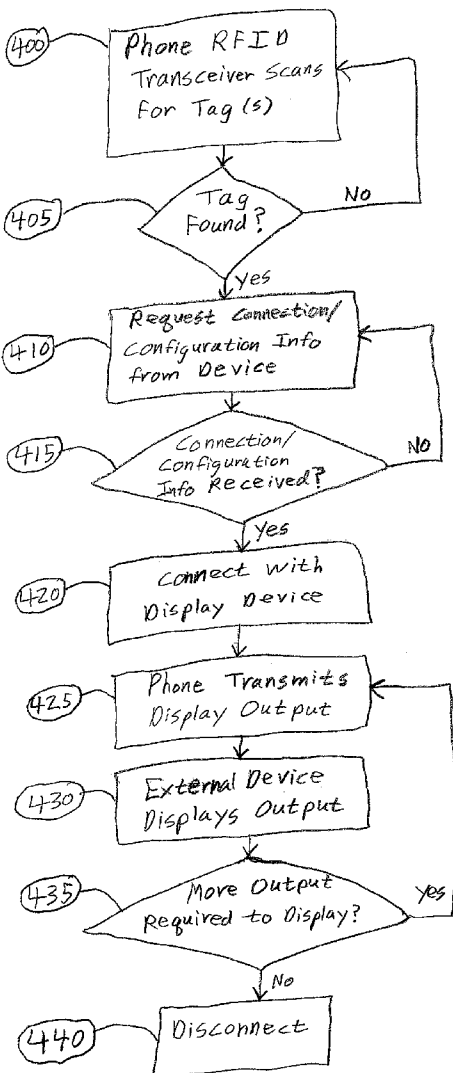 400
Phone RFID
Transceiver Scans
For Tag(s)
405
Tag
Found?
No
Yes
410
Request Connection/
Configuration Info
from Device
415
Connection/
Configuration
Info Received?
No
Yes
420
Connect with
Display Device
425
Phone Transmits
Display Output
430
External Device
Displays Output
435
More Output
Required to Display?
Yes
No
440
Disconnect